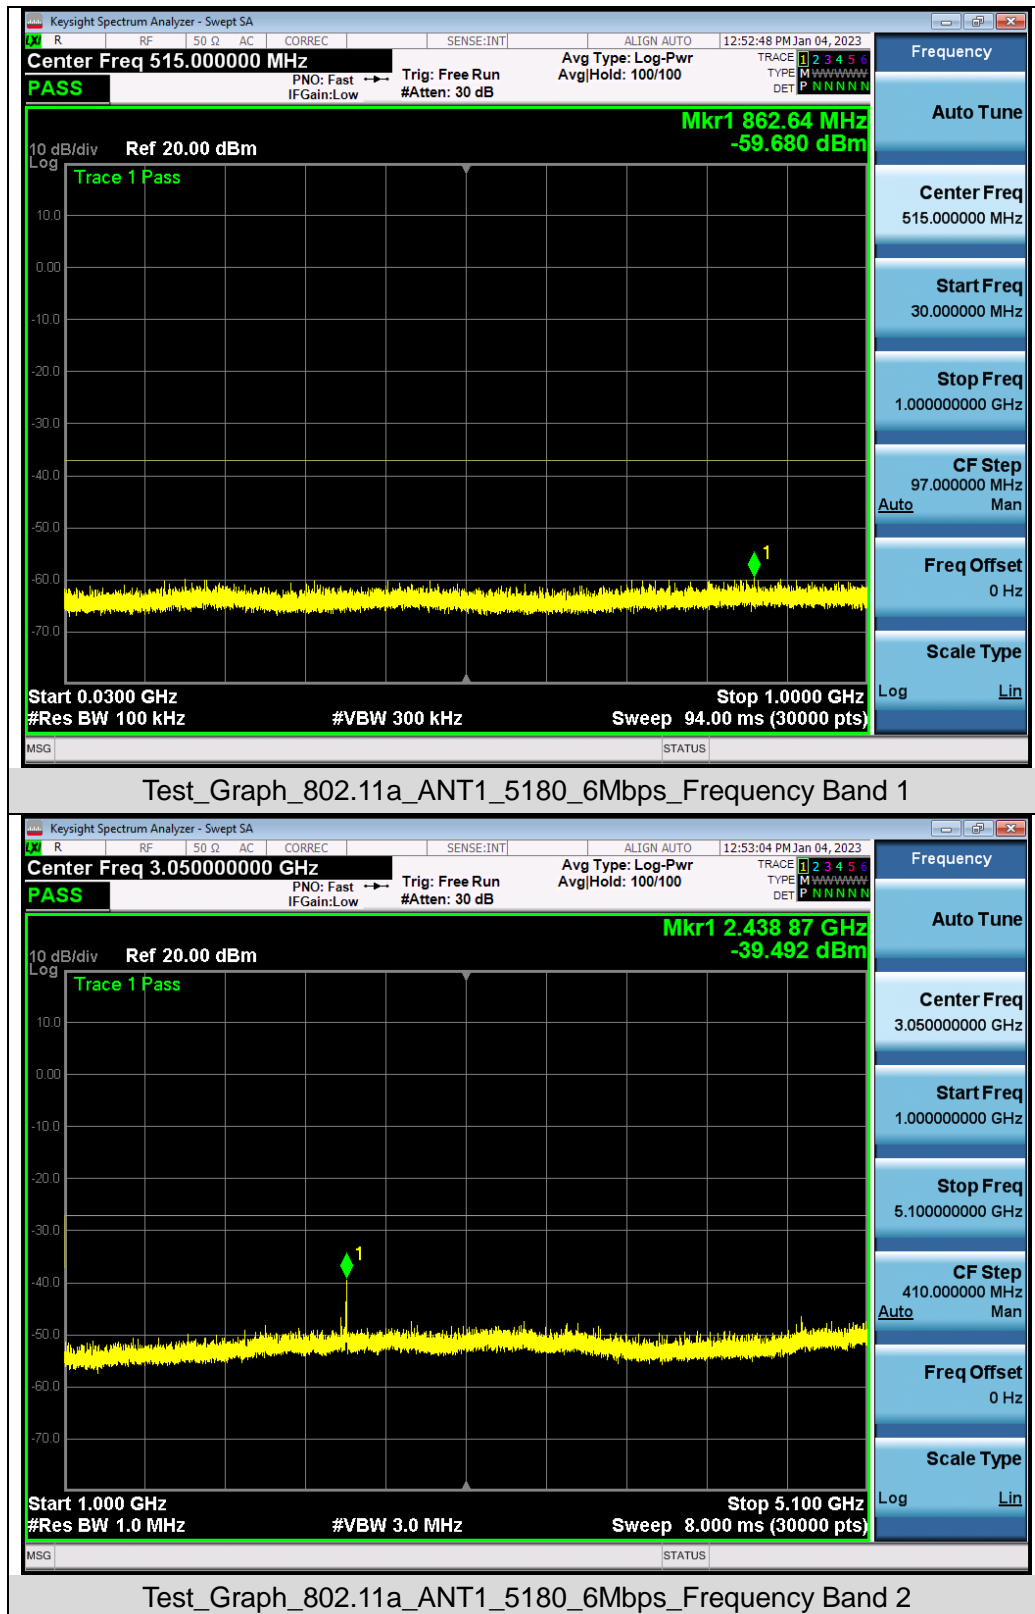 Keysight Spectrum Analyzer - Swept SA
LXI R RF 50 Ω AC CORREC SENSE:INT ALIGN AUTO 12:52:48 PM Jan 04, 2023
Center Freq 515.000000 MHz Avg Type: Log-Pwr TRACE 1 2 3 4 5 6
PNO: Fast Trig: Free Run Avg|Hold: 100/100 TYPE M W W W W W
PASS IFGain:Low #Atten: 30 dB DET P N N N N N
Frequency
Mkr1 862.64 MHz
10 dB/div Ref 20.00 dBm -59.680 dBm
Log
Trace 1 Pass
10.0
0.00
-10.0
-20.0
-30.0
-40.0
-50.0
1
-60.0
-70.0
Start 0.0300 GHz Stop 1.0000 GHz
#Res BW 100 kHz #VBW 300 kHz Sweep 94.00 ms (30000 pts)
MSG STATUS
Auto Tune
Center Freq
515.000000 MHz
Start Freq
30.000000 MHz
Stop Freq
1.000000000 GHz
CF Step
97.000000 MHz
Auto Man
Freq Offset
0 Hz
Scale Type
Log Lin
Test_Graph_802.11a_ANT1_5180_6Mbps_Frequency Band 1
Keysight Spectrum Analyzer - Swept SA
LXI R RF 50 Ω AC CORREC SENSE:INT ALIGN AUTO 12:53:04 PM Jan 04, 2023
Center Freq 3.050000000 GHz Avg Type: Log-Pwr TRACE 1 2 3 4 5 6
PNO: Fast Trig: Free Run Avg|Hold: 100/100 TYPE M W W W W W
PASS IFGain:Low #Atten: 30 dB DET P N N N N N
Frequency
Mkr1 2.438 87 GHz
10 dB/div Ref 20.00 dBm -39.492 dBm
Log
Trace 1 Pass
10.0
0.00
-10.0
-20.0
-30.0
1
-40.0
-50.0
-60.0
-70.0
Start 1.000 GHz Stop 5.100 GHz
#Res BW 1.0 MHz #VBW 3.0 MHz Sweep 8.000 ms (30000 pts)
MSG STATUS
Auto Tune
Center Freq
3.050000000 GHz
Start Freq
1.000000000 GHz
Stop Freq
5.100000000 GHz
CF Step
410.000000 MHz
Auto Man
Freq Offset
0 Hz
Scale Type
Log Lin
Test_Graph_802.11a_ANT1_5180_6Mbps_Frequency Band 2